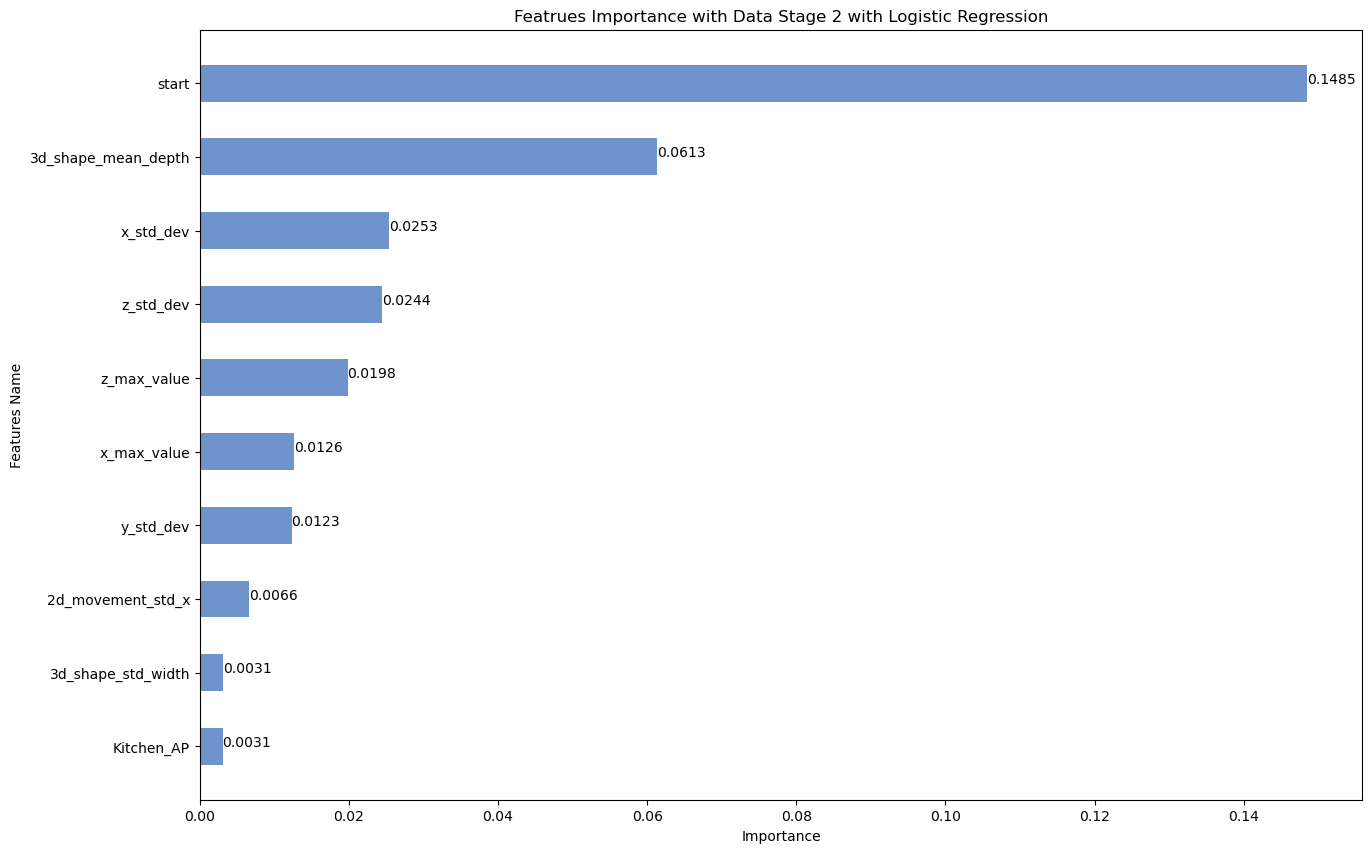 Featrues Importance with Data Stage 2 with Logistic Regression
start
0.1485
3d_shape_mean_depth
0.0613
x_std_dev
0.0253
z_std_dev
0.0244
z_max_value
0.0198
x_max_value
0.0126
y_std_dev
0.0123
2d_movement_std_x
0.0066
3d_shape_std_width
0.0031
Kitchen_AP
0.0031
Features Name
0.00
0.02
0.04
0.06
0.08
0.10
0.12
0.14
Importance